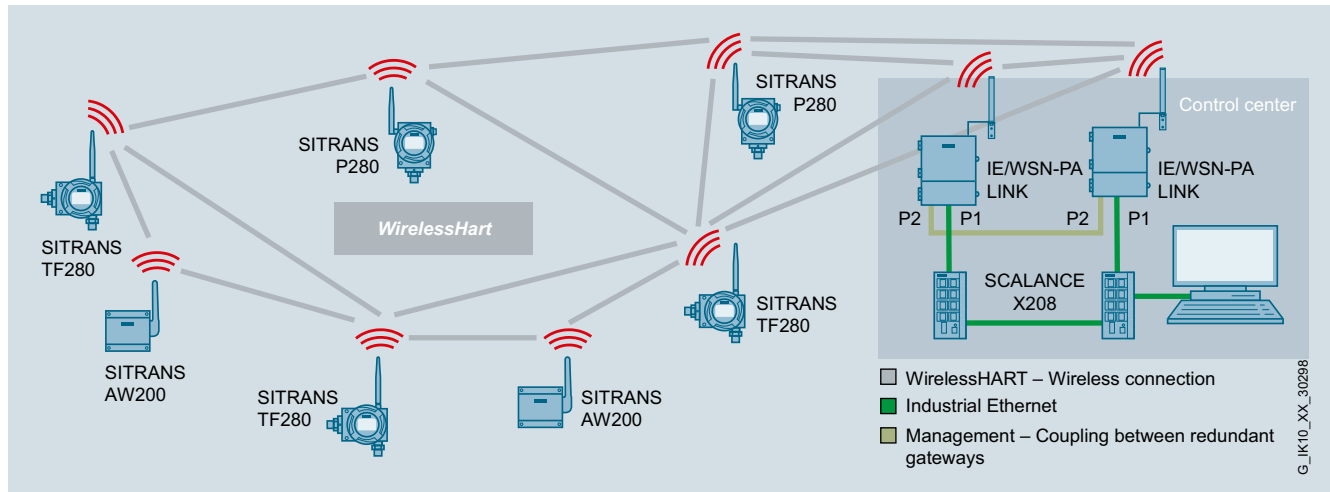 SITRANS
P280
SITRANS
P280
Control center
IE/WSN-PA
LINK
IE/WSN-PA
LINK
P2 P1
P2 P1
WirelessHart
SITRANS
TF280
SITRANS
TF280
SCALANCE
X208
SITRANS
AW200
SITRANS
TF280
SITRANS
AW200
WirelessHART – Wireless connection
Industrial Ethernet
Management – Coupling between redundant
gateways
G_IK10_XX_30298